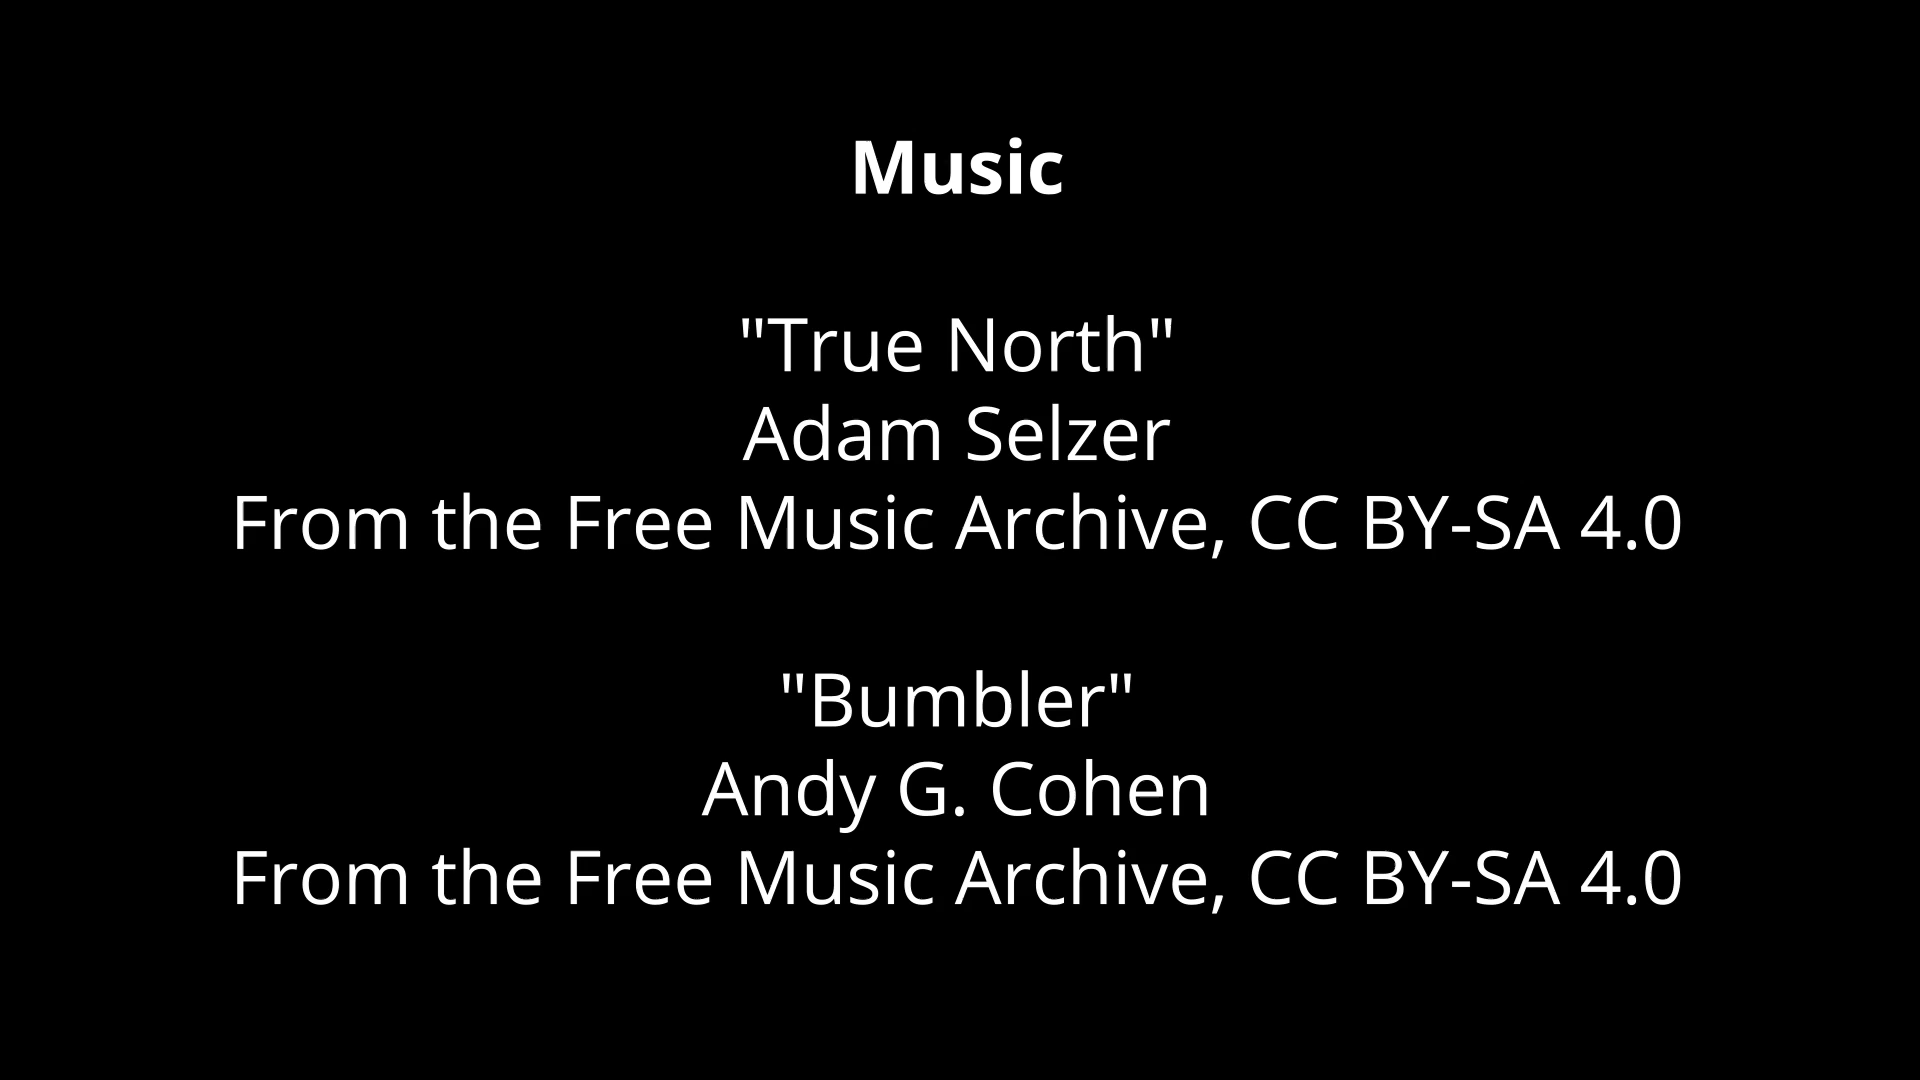 Music
"True North"
Adam Selzer
From the Free Music Archive, CC BY-SA 4.0
"Bumbler"
Andy G. Cohen
From the Free Music Archive, CC BY-SA 4.0